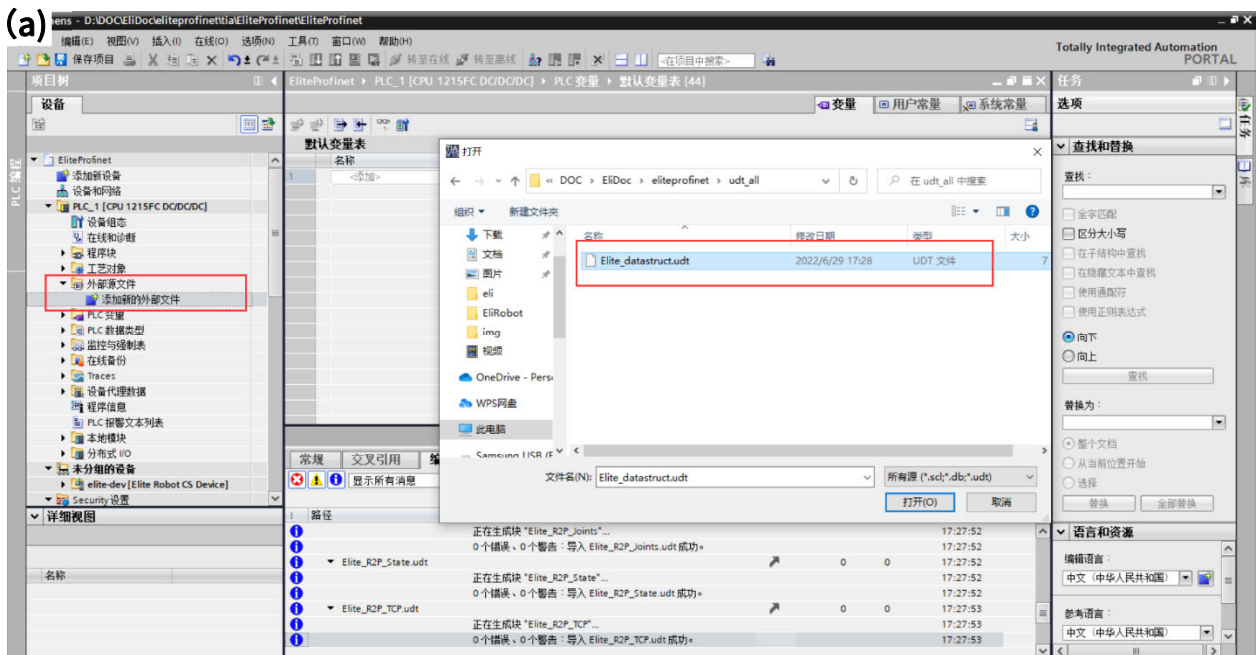 (a)
ens - D:\DOC\EliDoc\eliteprofinet\tia\EliteProfinet\EliteProfinet
编辑(E) 视图(V) 插入(I) 在线(O) 选项(N) 工具(T) 窗口(W) 帮助(H)
保存项目 转至在线 转至离线 <在项目中搜索>
Totally Integrated Automation
PORTAL
项目树
设备
PLC 编程
EliteProfinet
添加新设备
设备和网络
PLC_1 [CPU 1215FC DC/DC/DC]
设备组态
在线和诊断
程序块
工艺对象
外部源文件
添加新的外部文件
PLC 变量
PLC 数据类型
监控与强制表
在线备份
Traces
设备代理数据
程序信息
PLC 报警文本列表
本地模块
分布式 I/O
未分组的设备
elite-dev [Elite Robot CS Device]
Security 设置
详细视图
名称
EliteProfinet ▸ PLC_1 [CPU 1215FC DC/DC/DC] ▸ PLC 变量 ▸ 默认变量表 [44]
变量 用户常量 系统常量
默认变量表
名称
1 <添加>
打开
« DOC › EliDoc › eliteprofinet › udt_all
在 udt_all 中搜索
组织 新建文件夹
下载
文档
图片
eli
EliRobot
img
视频
OneDrive - Pers
WPS网盘
此电脑
Samsung USB (F
名称 修改日期 类型 大小
Elite_datastruct.udt 2022/6/29 17:28 UDT 文件 7
文件名(N): Elite_datastruct.udt 所有源 (*.scl;*.db;*.udt)
打开(O) 取消
常规 交叉引用 编
显示所有消息
! 路径
正在生成块 "Elite_R2P_Joints"... 17:27:52
0 个错误、0 个警告：导入 Elite_R2P_Joints.udt 成功。 17:27:52
Elite_R2P_State.udt 0 0 17:27:52
正在生成块 "Elite_R2P_State"... 17:27:52
0 个错误、0 个警告：导入 Elite_R2P_State.udt 成功。 17:27:52
Elite_R2P_TCP.udt 0 0 17:27:53
正在生成块 "Elite_R2P_TCP"... 17:27:53
0 个错误、0 个警告：导入 Elite_R2P_TCP.udt 成功。 17:27:53
任务
选项
查找和替换
查找：
全字匹配
区分大小写
在子结构中查找
在隐藏文本中查找
使用通配符
使用正则表达式
向下
向上
查找
替换为：
整个文档
从当前位置开始
选择
替换 全部替换
语言和资源
编辑语言：
中文（中华人民共和国）
参考语言：
中文（中华人民共和国）
任务
库